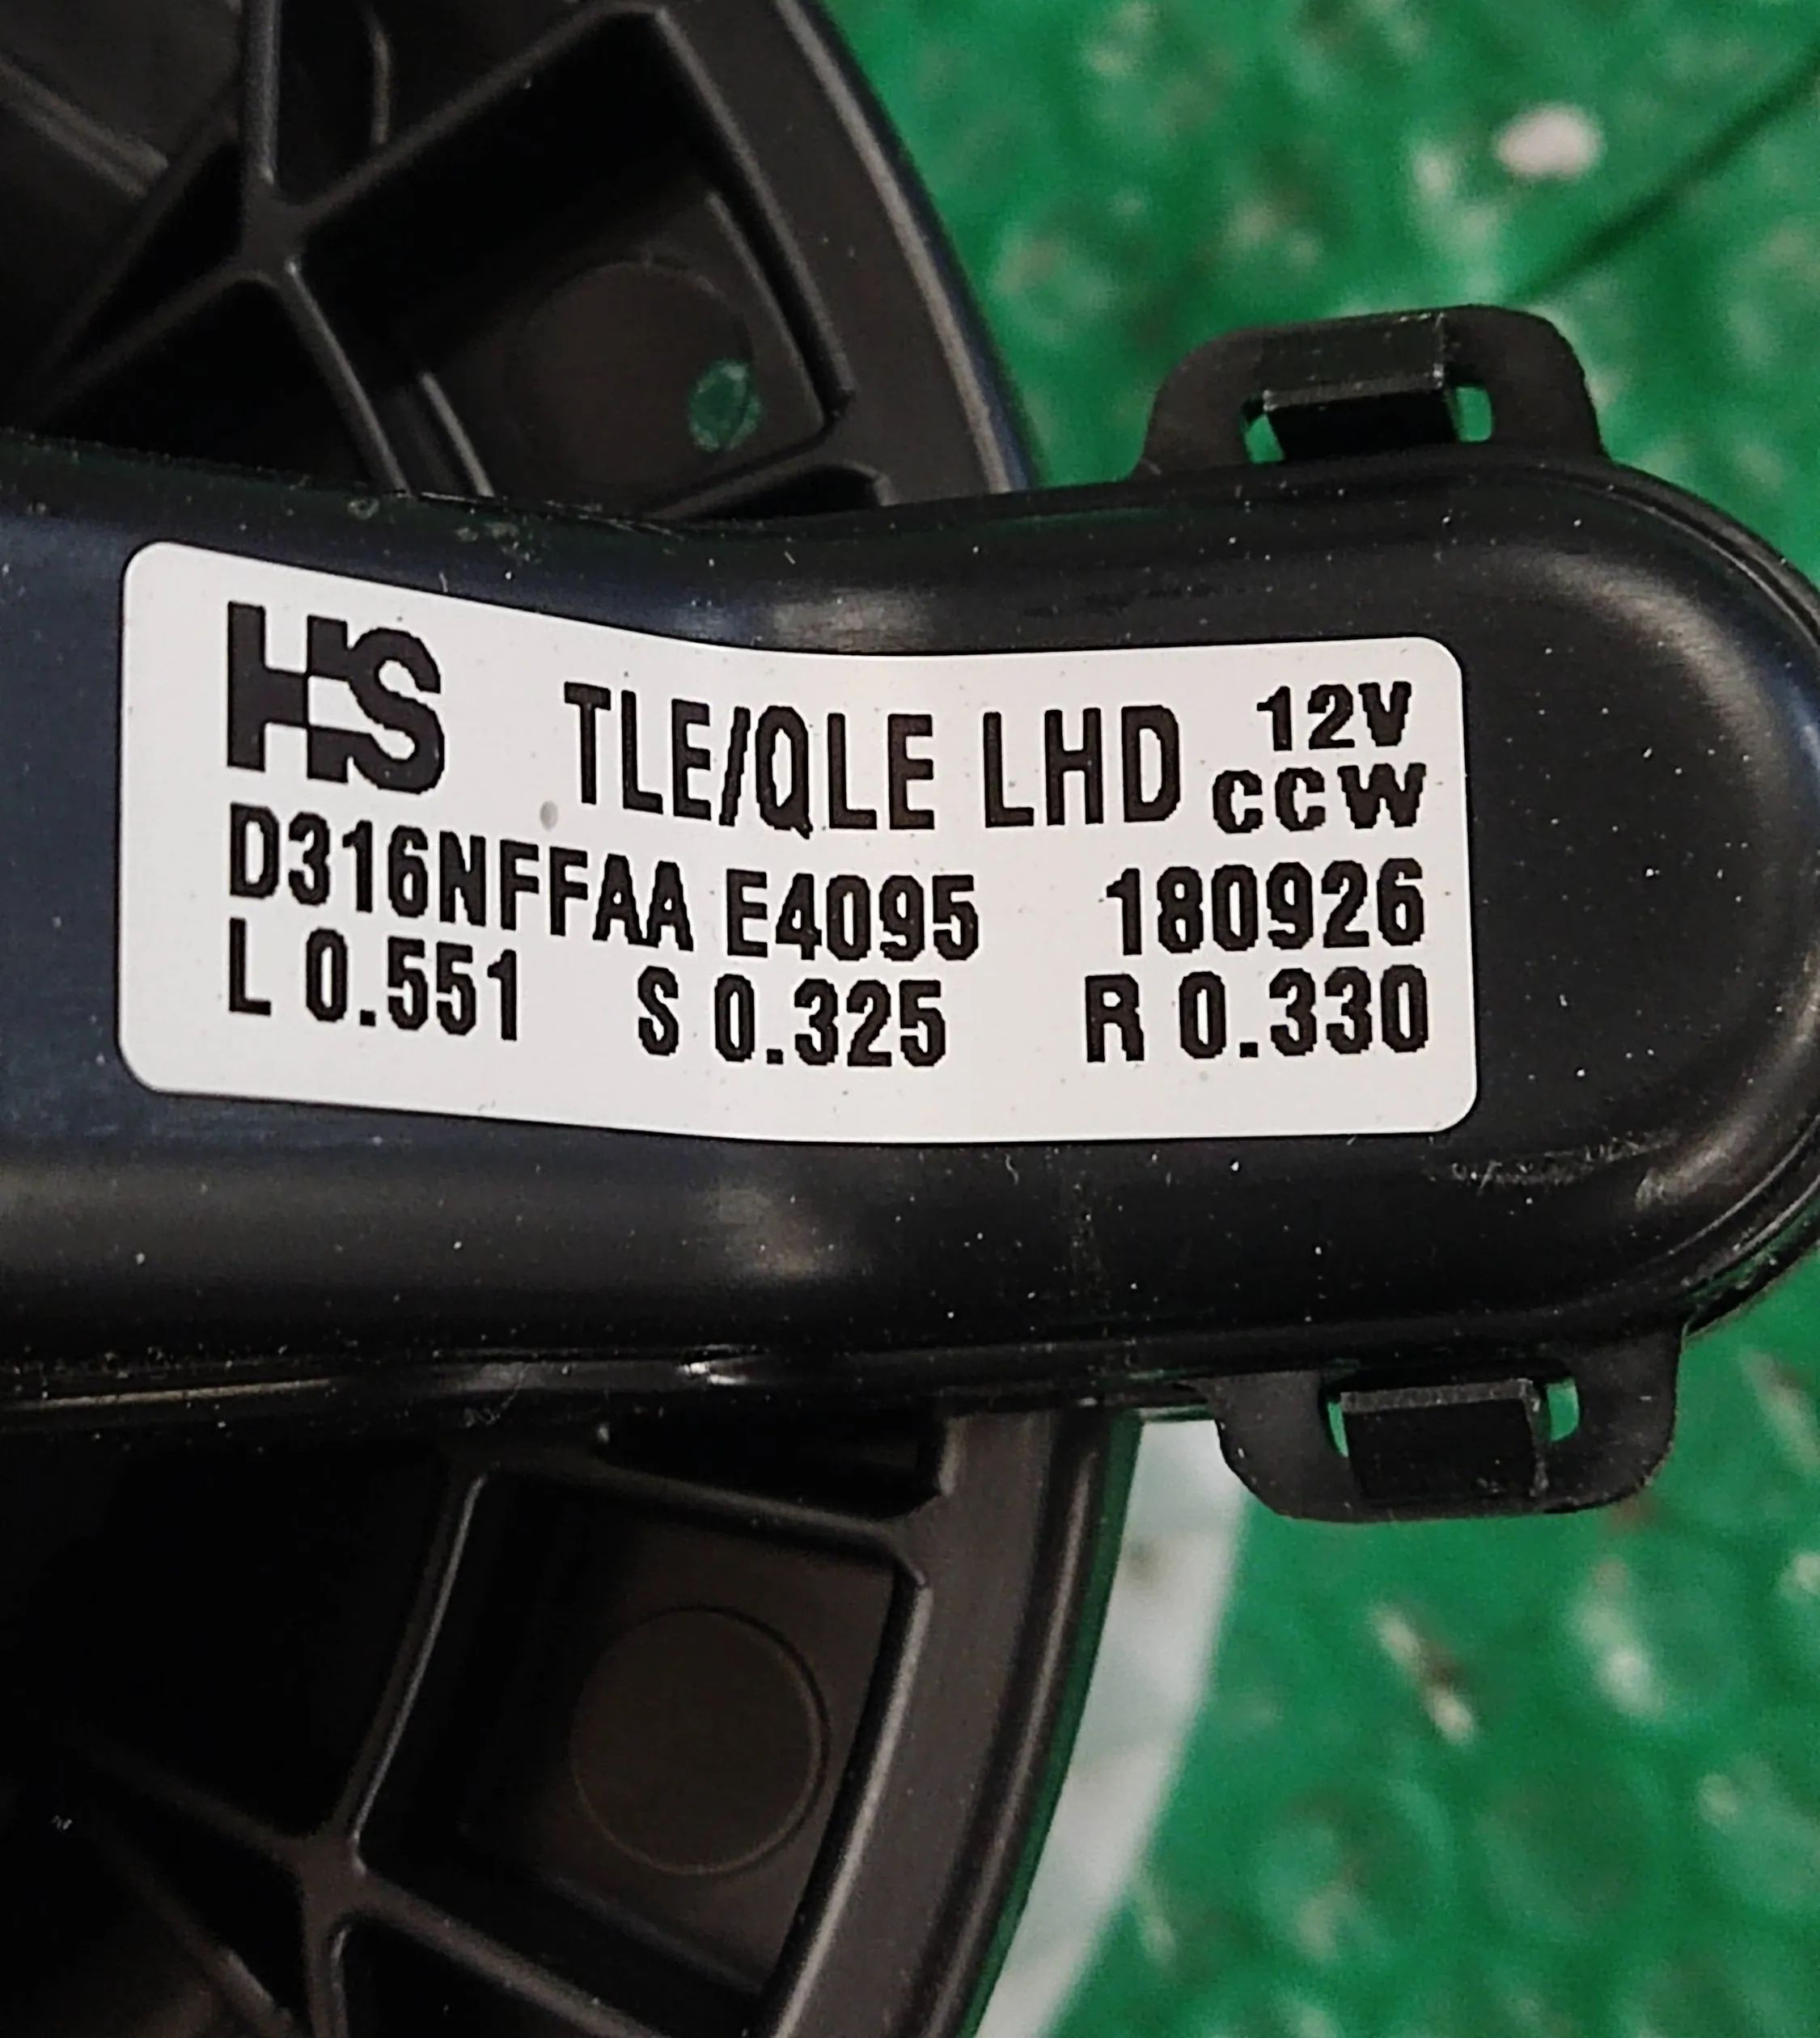 HS TLE/QLE LHD 12V
CCW
D316NFFAA E4095 180926
L 0.551 S 0.325 R 0.330